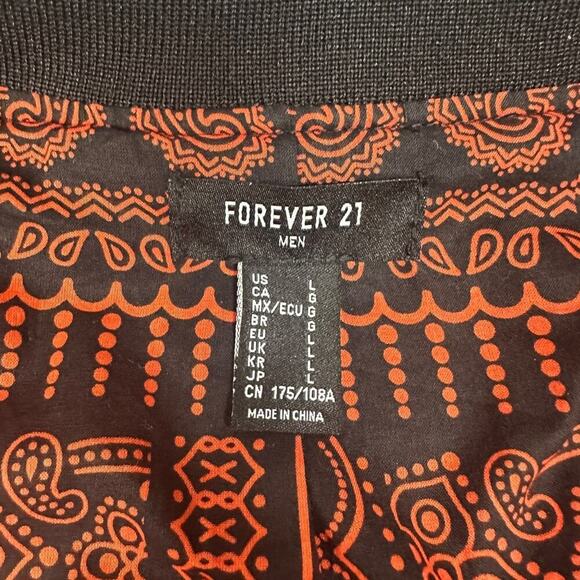 FOREVER 21
MEN
US L
CA G
MX/ECU G
BR G
EU L
UK L
KR L
JP L
CN 175/108A
MADE IN CHINA